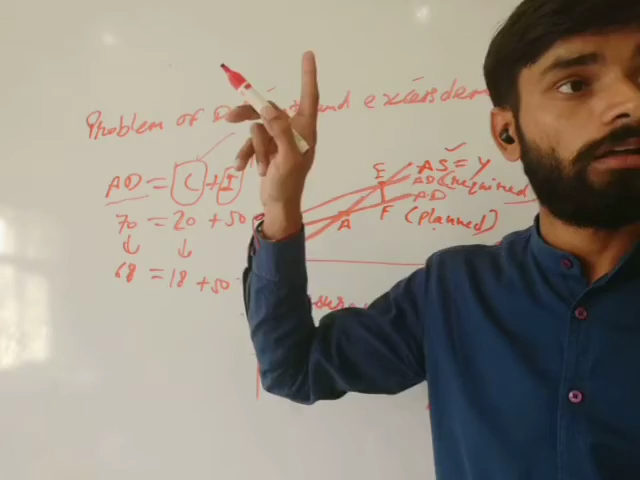 Problem of and excess dem
AD = C + I
70 = 20 + 50
↓ ↓
68 = 18 + 50
E
AS = Y
AD (required)
AD
F (Planned)
A